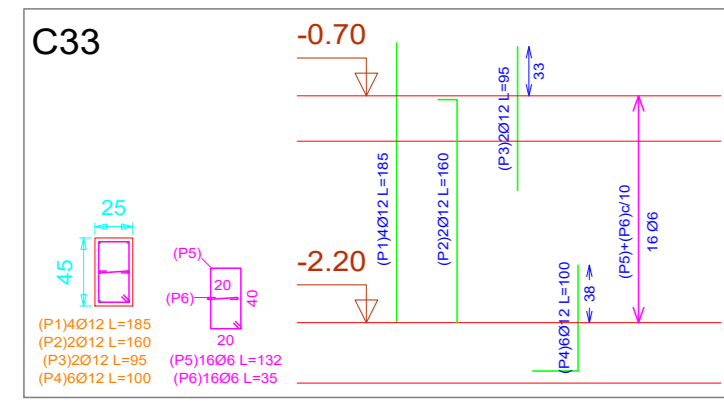 C33
-0.70
(P3)2Ø12 L=95
33
(P1)4Ø12 L=185
(P2)2Ø12 L=160
(P5)+(P6)c/10
16 Ø6
25
45
(P5)
20
(P6)
40
20
-2.20
(P4)6Ø12 L=100
38
(P1)4Ø12 L=185
(P2)2Ø12 L=160
(P3)2Ø12 L=95
(P4)6Ø12 L=100
(P5)16Ø6 L=132
(P6)16Ø6 L=35